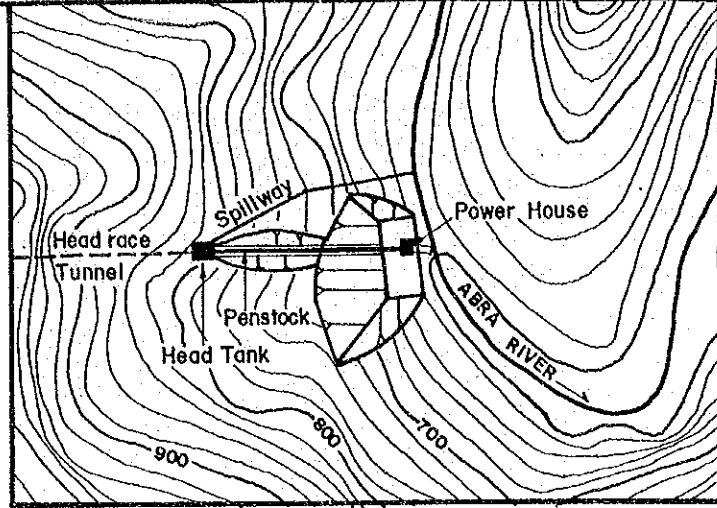 Spillway
Power House
Head race
Tunnel
Penstock
Head Tank
ABRA RIVER
700
800
900